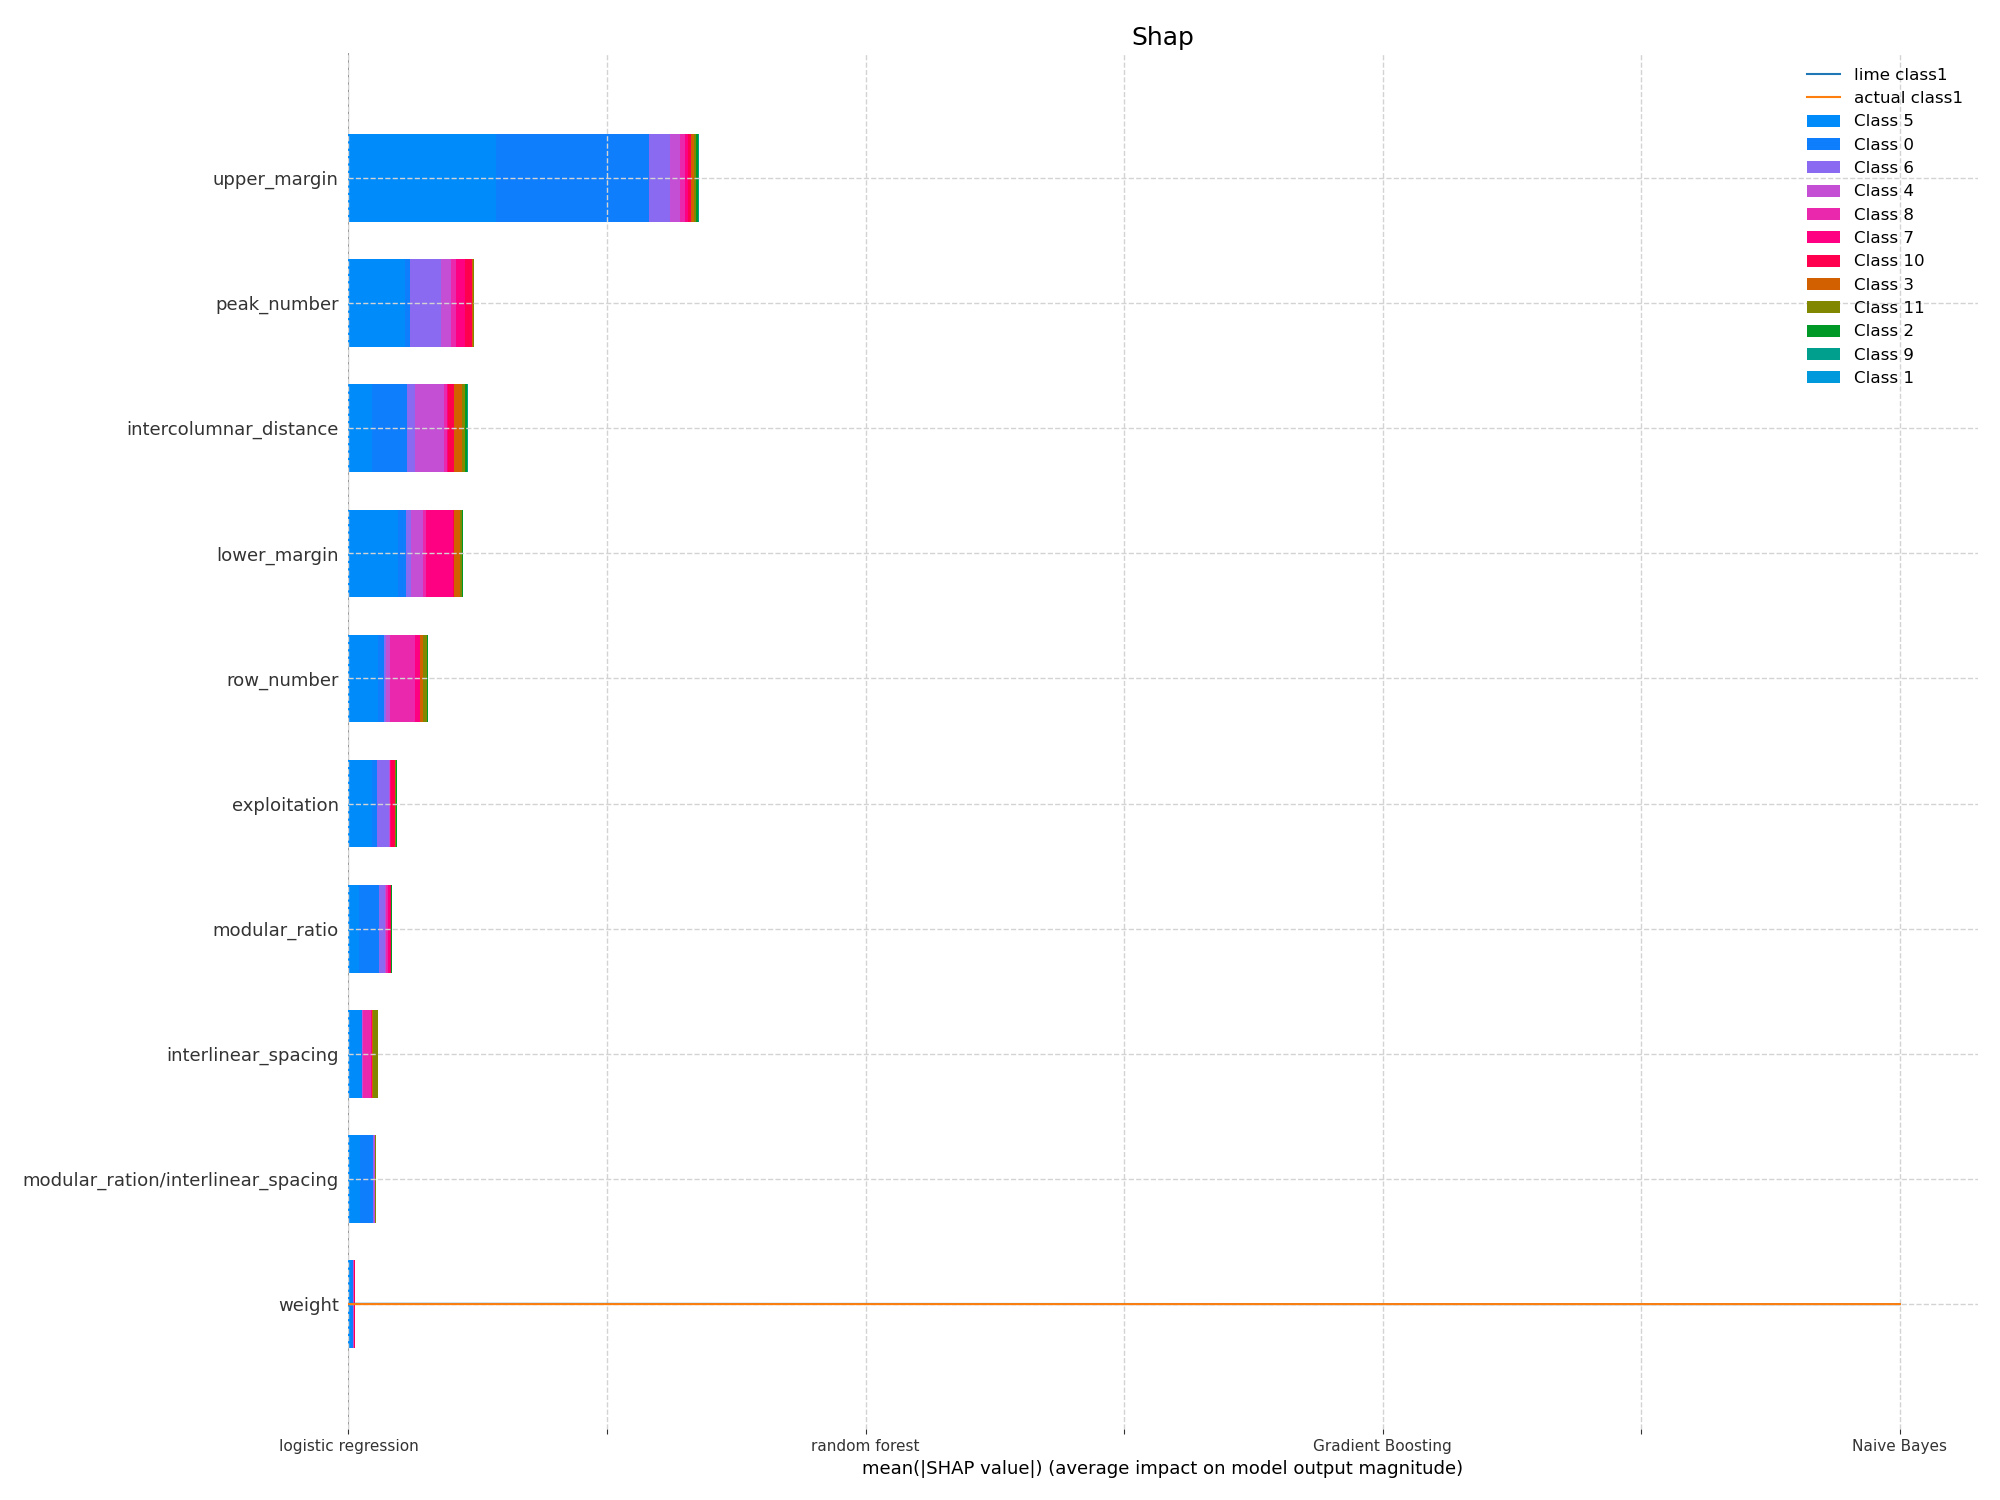 Shap
lime class1
actual class1
Class 5
Class 0
Class 6
Class 4
Class 8
Class 7
Class 10
Class 3
Class 11
Class 2
Class 9
Class 1
upper_margin
peak_number
intercolumnar_distance
lower_margin
row_number
exploitation
modular_ratio
interlinear_spacing
modular_ration/interlinear_spacing
weight
logistic regression
random forest
Gradient Boosting
Naive Bayes
mean(|SHAP value|) (average impact on model output magnitude)